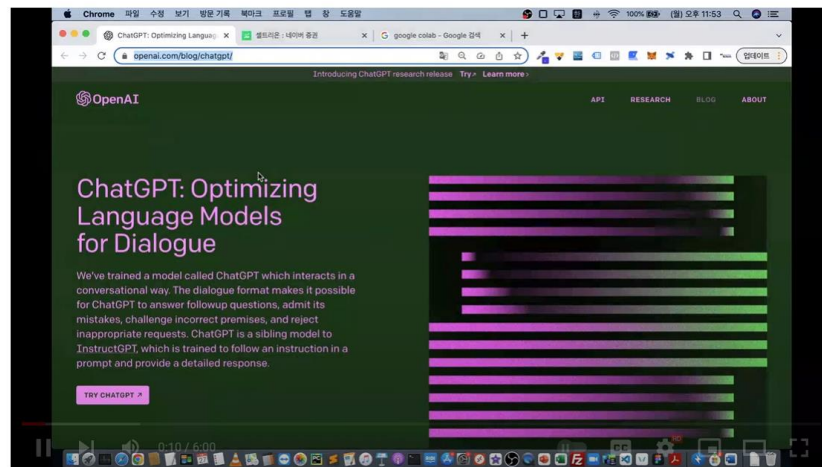 Chrome 파일 수정 보기 방문 기록 북마크 프로필 탭 창 도움말
100% (월) 오후 11:53
ChatGPT: Optimizing Languag
셀트리온 : 네이버 증권
G google colab - Google 검색
openai.com/blog/chatgpt/
업데이트
Introducing ChatGPT research release Try↗ Learn more›
OpenAI
API RESEARCH BLOG ABOUT
ChatGPT: Optimizing
Language Models
for Dialogue
We've trained a model called ChatGPT which interacts in a
conversational way. The dialogue format makes it possible
for ChatGPT to answer followup questions, admit its
mistakes, challenge incorrect premises, and reject
inappropriate requests. ChatGPT is a sibling model to
InstructGPT, which is trained to follow an instruction in a
prompt and provide a detailed response.
TRY CHATGPT ↗
0:10 / 6:00
CC
HD